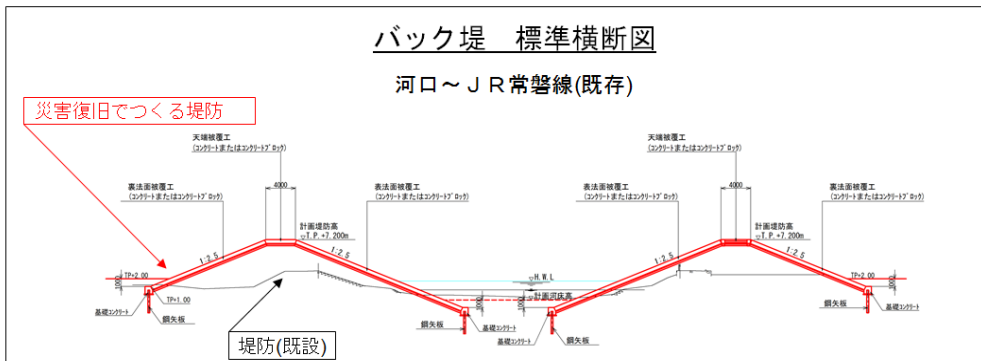 バック堤 標準横断図
河口～ＪＲ常磐線(既存)
災害復旧でつくる堤防
天端被覆工
(コンクリートまたはコンクリートブロック)
天端被覆工
(コンクリートまたはコンクリートブロック)
裏法面被覆工
(コンクリートまたはコンクリートブロック)
4000
表法面被覆工
(コンクリートまたはコンクリートブロック)
表法面被覆工
(コンクリートまたはコンクリートブロック)
4000
裏法面被覆工
(コンクリートまたはコンクリートブロック)
計画堤防高
▽T.P.+7.200m
計画堤防高
▽T.P.+7.200m
1:2.5
1:2.5
1:2.5
1:2.5
TP+2.00
1000
TP+1.00
▽H.W.L
▽計画河床高
1000
1000
TP+2.00
1000
基礎コンクリート
鋼矢板
鋼矢板
基礎コンクリート
基礎コンクリート
鋼矢板
鋼矢板
基礎コンクリート
堤防(既設)